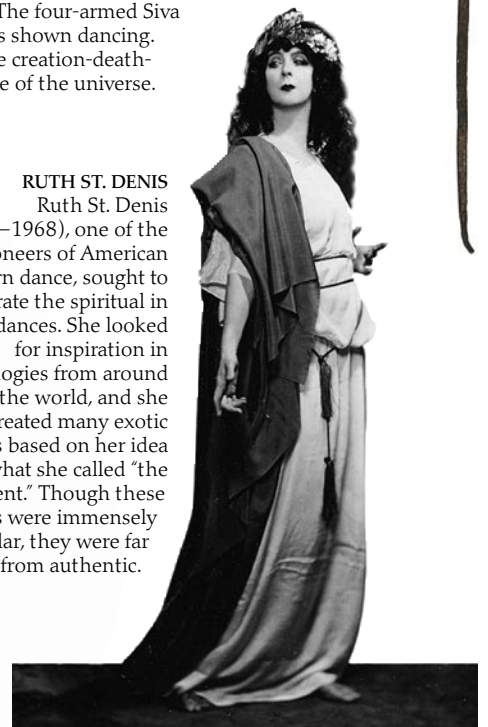 The four-armed Siva
s shown dancing.
e creation-death-
e of the universe.
RUTH ST. DENIS
Ruth St. Denis
–1968), one of the
oneers of American
rn dance, sought to
rate the spiritual in
dances. She looked
for inspiration in
logies from around
the world, and she
reated many exotic
s based on her idea
what she called “the
ent.” Though these
s were immensely
lar, they were far
from authentic.